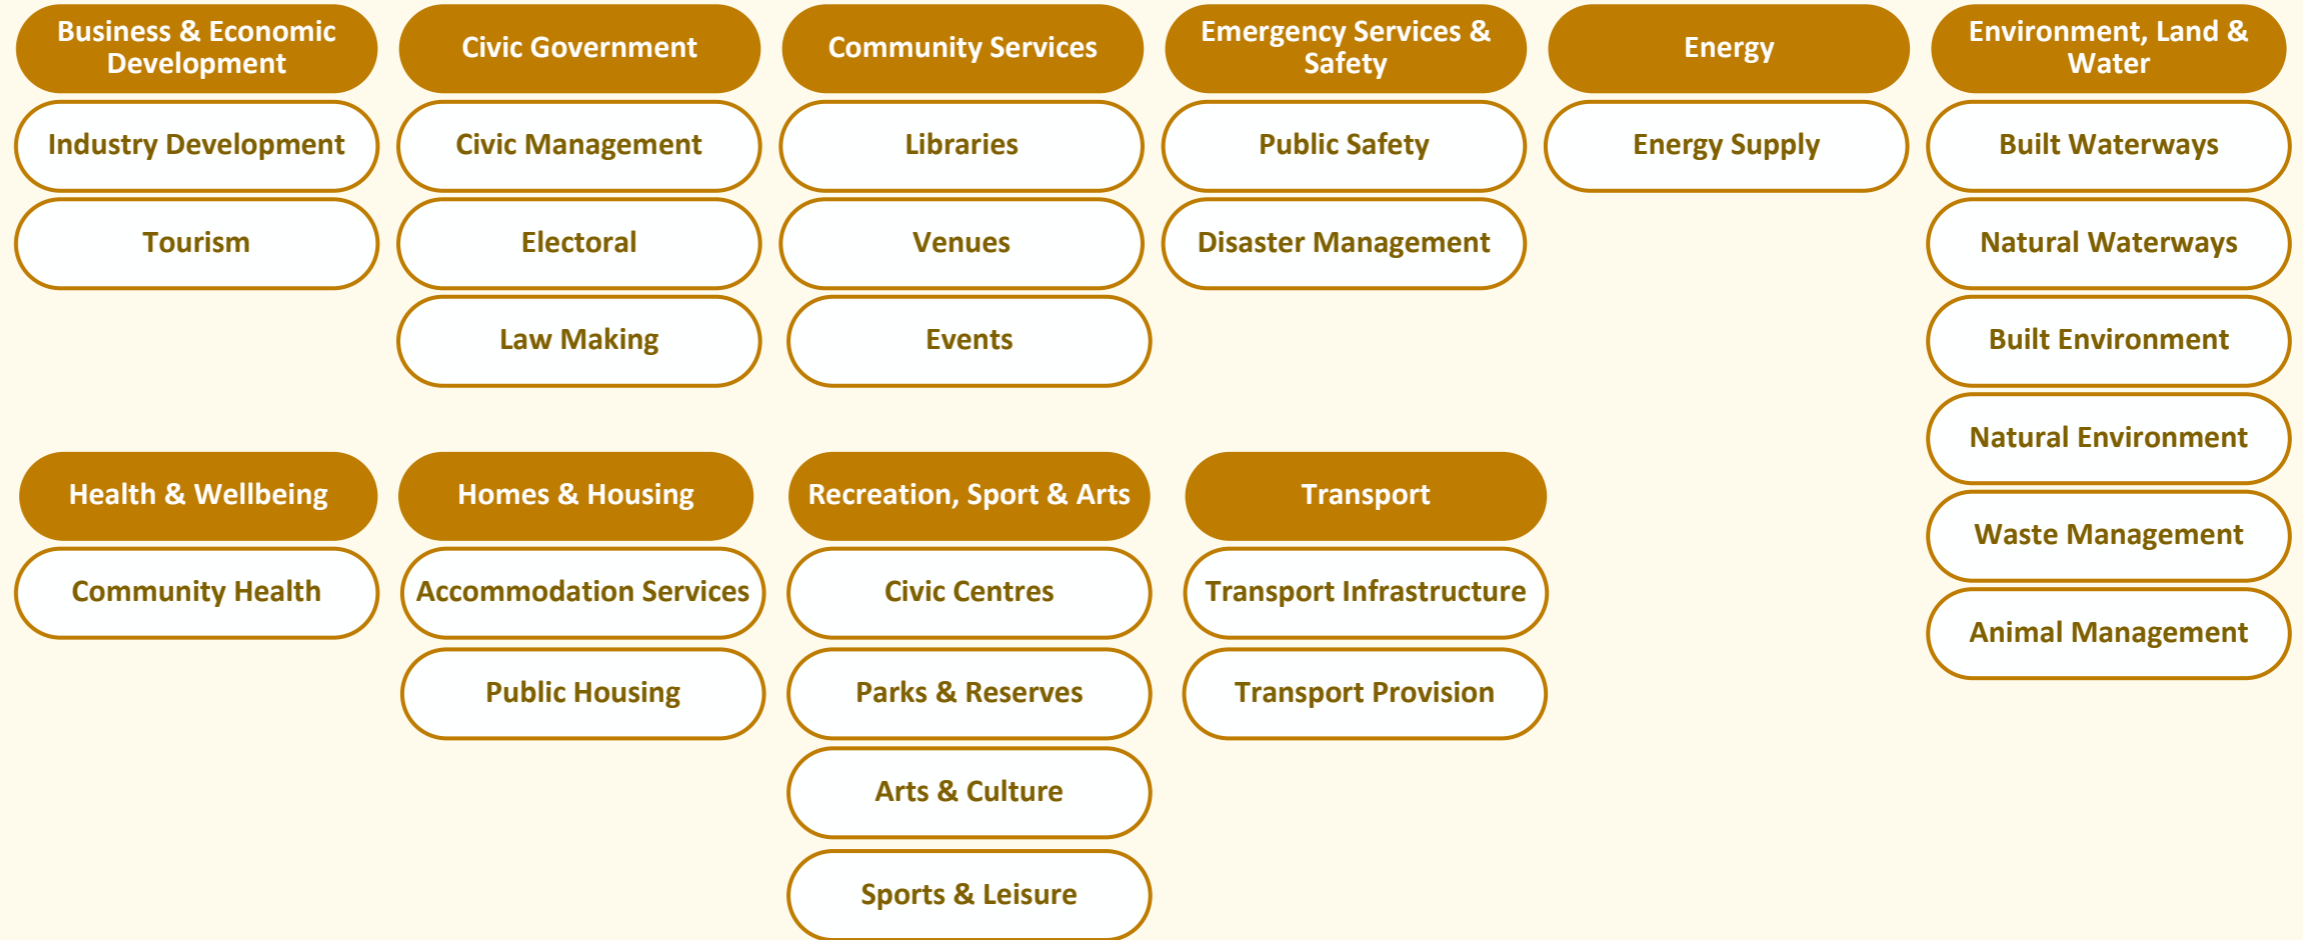 Business & Economic
Development
Industry Development
Tourism
Civic Government
Civic Management
Electoral
Law Making
Community Services
Libraries
Venues
Events
Emergency Services &
Safety
Public Safety
Disaster Management
Energy
Energy Supply
Environment, Land &
Water
Built Waterways
Natural Waterways
Built Environment
Natural Environment
Waste Management
Animal Management
Health & Wellbeing
Community Health
Homes & Housing
Accommodation Services
Public Housing
Recreation, Sport & Arts
Civic Centres
Parks & Reserves
Arts & Culture
Sports & Leisure
Transport
Transport Infrastructure
Transport Provision